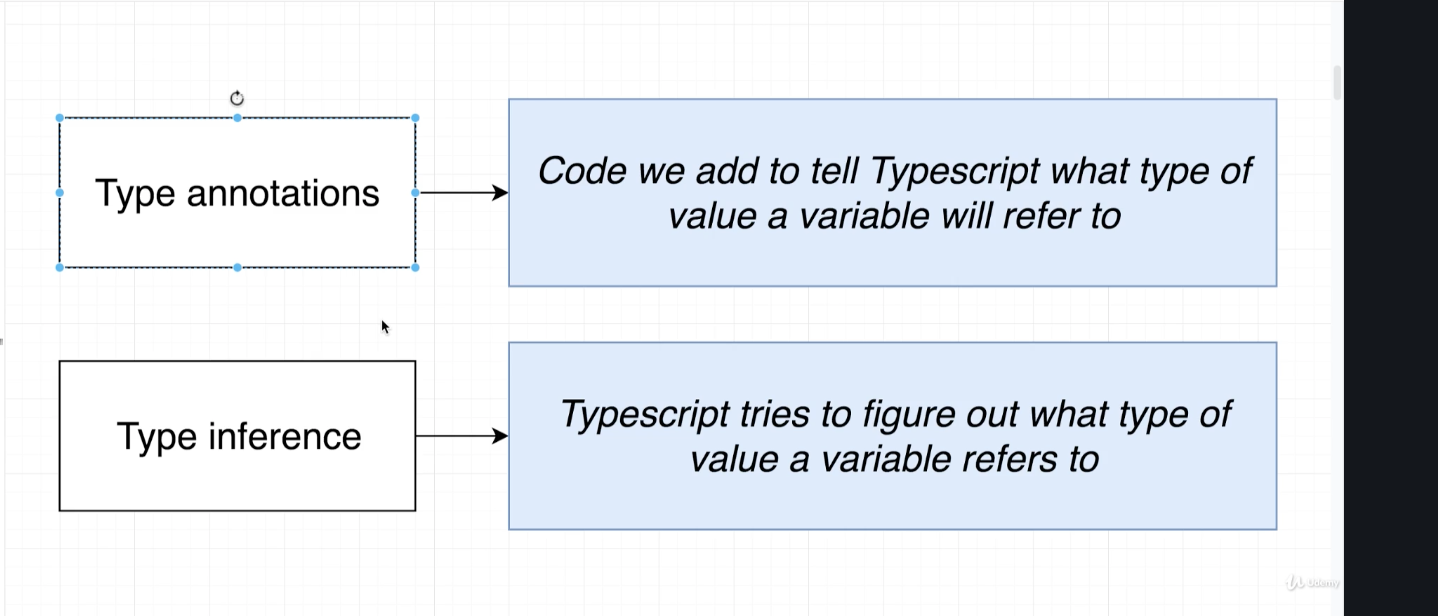 Type annotations
Code we add to tell Typescript what type of
value a variable will refer to
Type inference
Typescript tries to figure out what type of
value a variable refers to
Udemy